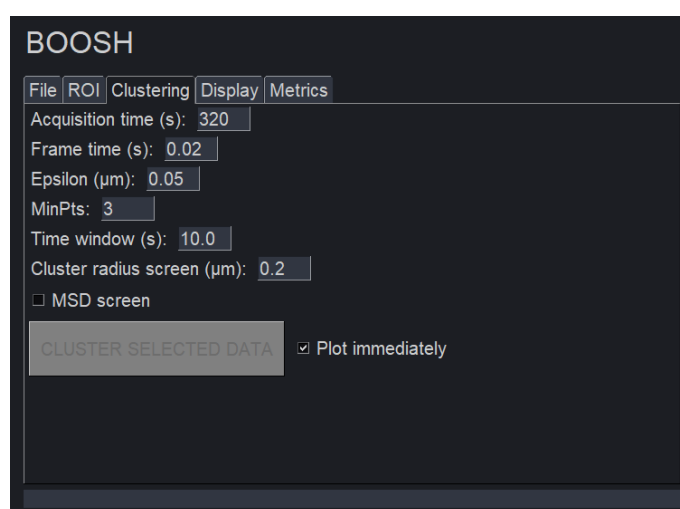 BOOSH
File ROI Clustering Display Metrics
Acquisition time (s): 320
Frame time (s): 0.02
Epsilon (µm): 0.05
MinPts: 3
Time window (s): 10.0
Cluster radius screen (µm): 0.2
MSD screen
CLUSTER SELECTED DATA Plot immediately